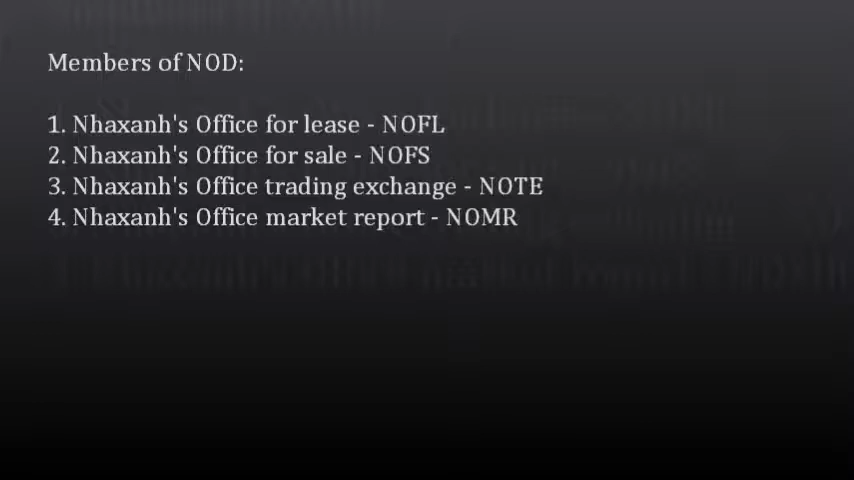 Members of NOD:
1. Nhaxanh's Office for lease - NOFL
2. Nhaxanh's Office for sale - NOFS
3. Nhaxanh's Office trading exchange - NOTE
4. Nhaxanh's Office market report - NOMR